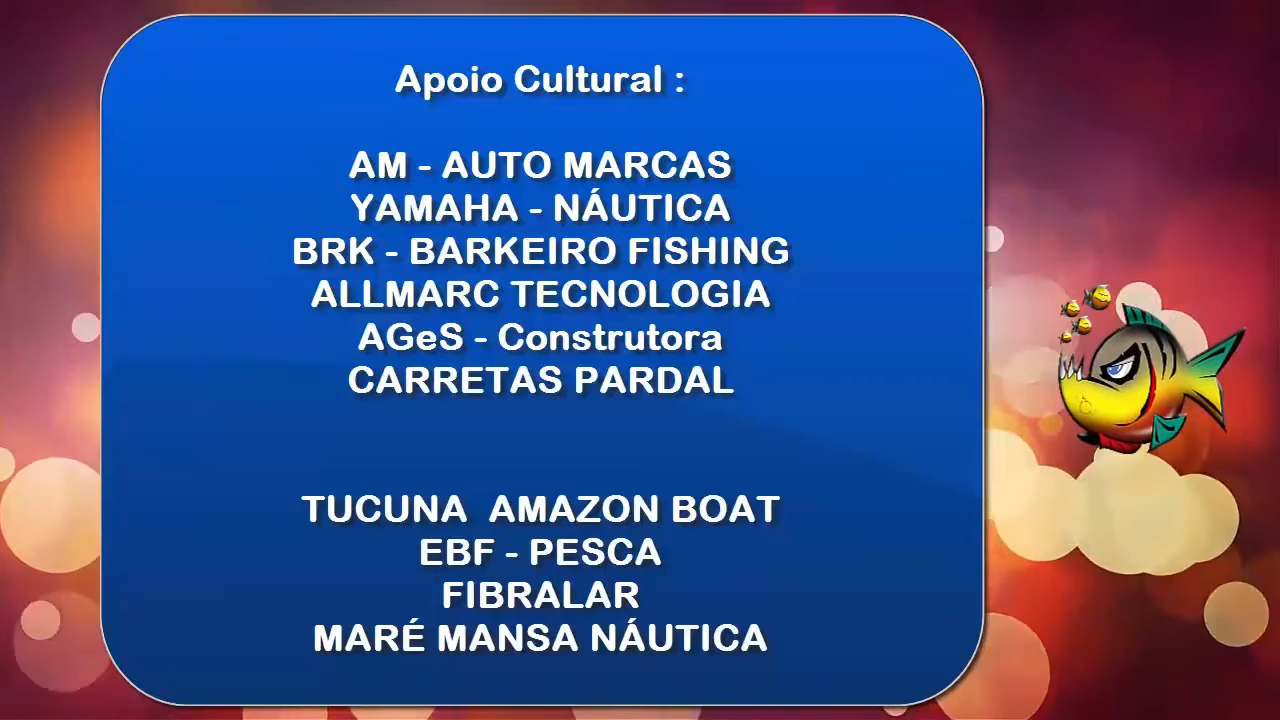 Apoio Cultural :
AM - AUTO MARCAS
YAMAHA - NÁUTICA
BRK - BARKEIRO FISHING
ALLMARC TECNOLOGIA
AGeS - Construtora
CARRETAS PARDAL
TUCUNA  AMAZON BOAT
EBF - PESCA
FIBRALAR
MARÉ MANSA NÁUTICA